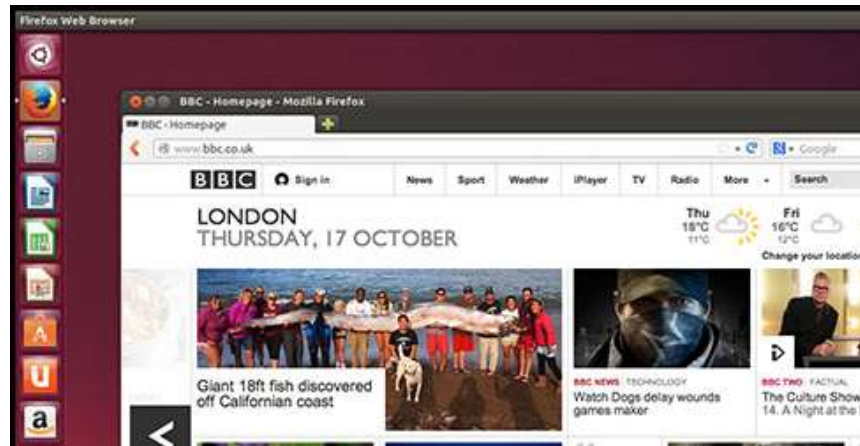 Firefox Web Browser
BBC - Homepage - Mozilla Firefox
BBC - Homepage
www.bbc.co.uk
Google
BBC Sign in News Sport Weather iPlayer TV Radio More Search
LONDON
THURSDAY, 17 OCTOBER
Thu
18°C
11°C
Fri
16°C
12°C
Change your location
Giant 18ft fish discovered
off Californian coast
BBC NEWS TECHNOLOGY
Watch Dogs delay wounds
games maker
BBC TWO FACTUAL
The Culture Show
14. A Night at the
A
u
a